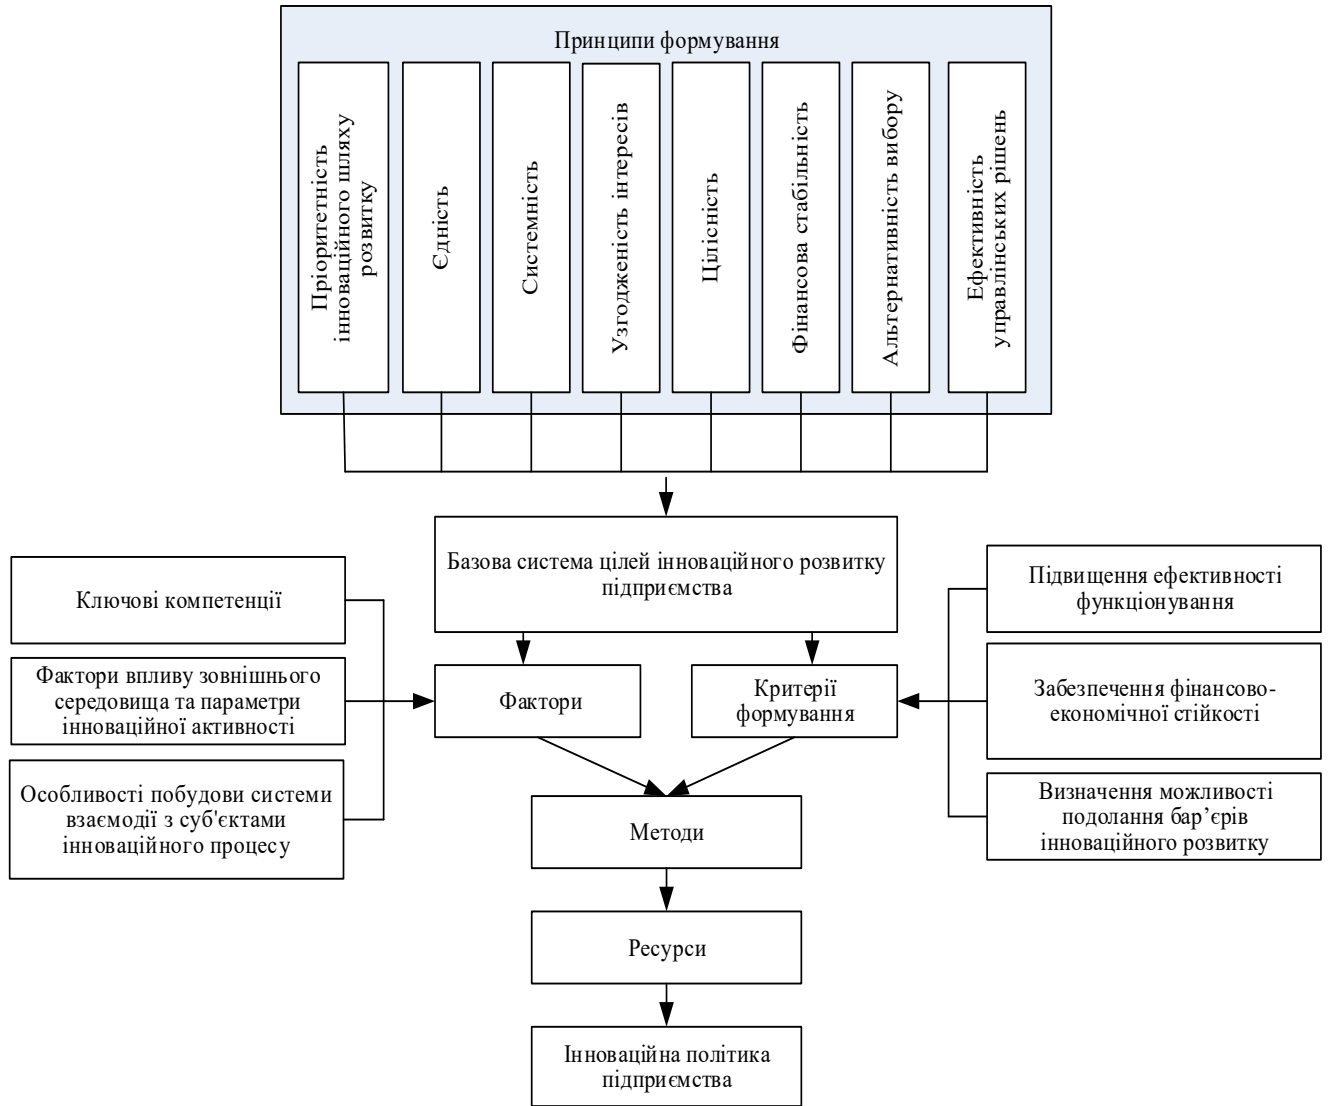 Принципи формування
Пріоритетність
інноваційного шляху
розвитку
Єдність
Системність
Узгодженість інтересів
Цілісність
Фінансова стабільність
Альтернативність вибору
Ефективність
управлінських рішень
Базова система цілей інноваційного розвитку
підприємства
Ключові компетенції
Фактори впливу зовнішнього
середовища та параметри
інноваційної активності
Особливості побудови системи
взаємодії з суб'єктами
інноваційного процесу
Фактори
Критерії
формування
Підвищення ефективності
функціонування
Забезпечення фінансово-
економічної стійкості
Визначення можливості
подолання бар’єрів
інноваційного розвитку
Методи
Ресурси
Інноваційна політика
підприємства